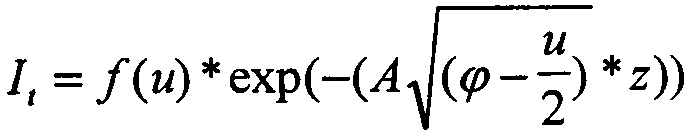 I_t = f(u) * exp(-(A√((φ - u/2)) * z))